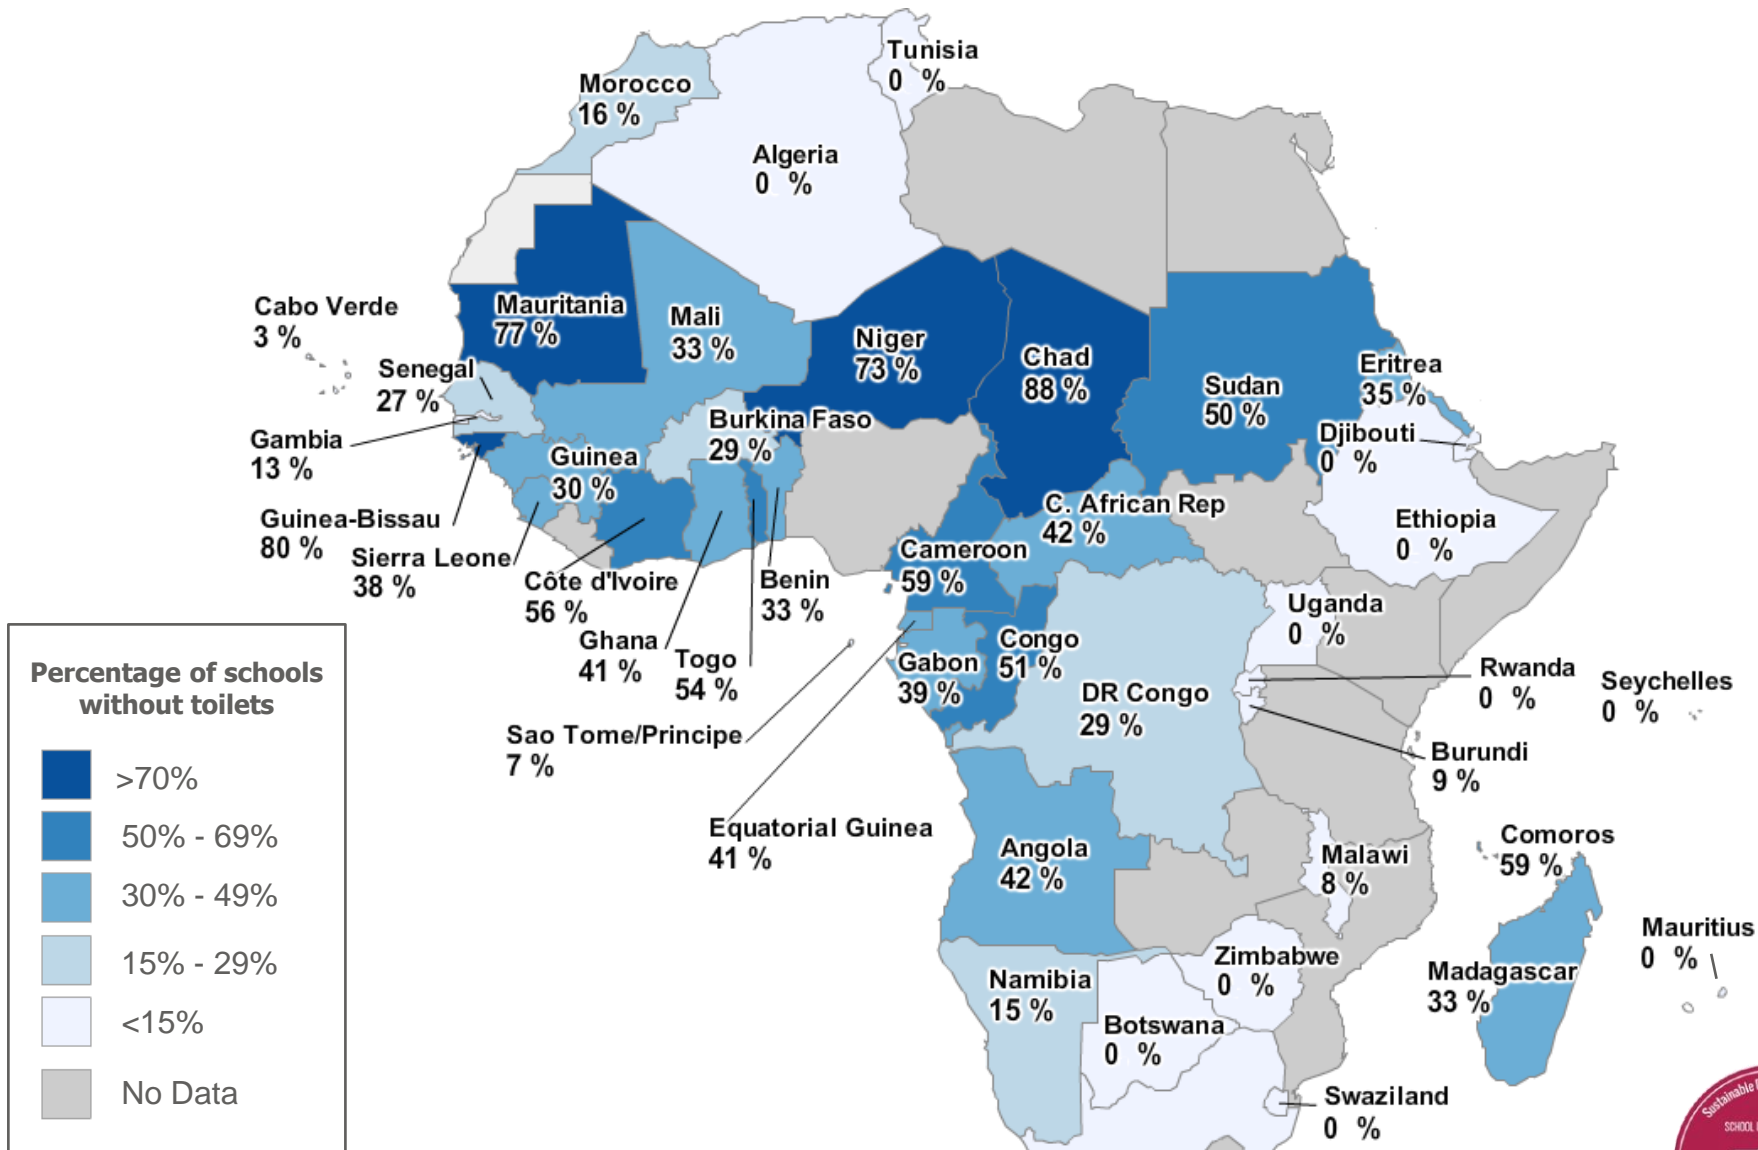 Tunisia
0 %
Morocco
16 %
Algeria
0 %
Cabo Verde
3 %
Mauritania
77 %
Mali
33 %
Niger
73 %
Chad
88 %
Sudan
50 %
Eritrea
35 %
Senegal
27 %
Gambia
13 %
Burkina Faso
29 %
Djibouti
0 %
Guinea
30 %
Guinea-Bissau
80 %
C. African Rep
42 %
Ethiopia
0 %
Sierra Leone
38 %
Côte d'Ivoire
56 %
Benin
33 %
Cameroon
59 %
Uganda
0 %
Ghana
41 %
Togo
54 %
Gabon
39 %
Congo
51 %
DR Congo
29 %
Rwanda
0 %
Seychelles
0 %
Sao Tome/Principe
7 %
Burundi
9 %
Equatorial Guinea
41 %
Angola
42 %
Malawi
8 %
Comoros
59 %
Mauritius
0 %
Namibia
15 %
Zimbabwe
0 %
Madagascar
33 %
Botswana
0 %
Swaziland
0 %
Percentage of schools
without toilets
>70%
50% - 69%
30% - 49%
15% - 29%
<15%
No Data
Sustainable
SCHOOL